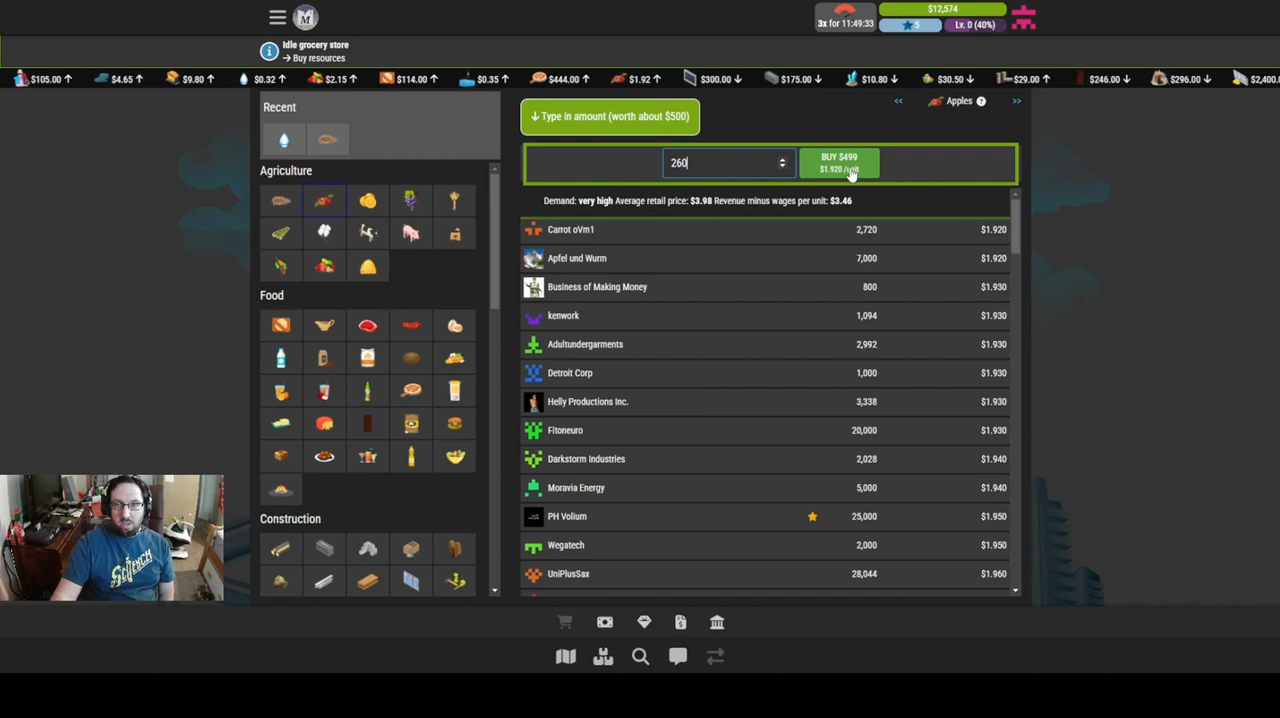 $12,574
3x for 11:49:33
5
Lv. 0 (40%)
Idle grocery store
→ Buy resources
$105.00 ↑ $4.65 ↑ $9.80 ↑ $0.32 ↑ $2.15 ↑ $114.00 ↑ $0.35 ↑ $444.00 ↑ $1.92 ↑ $300.00 ↓ $175.00 ↓ $10.80 ↓ $30.50 ↓ $29.00 ↑ $246.00 ↓ $296.00 ↓ $2,400.
Recent
Agriculture
Food
Construction
<< Apples ? >>
↓ Type in amount (worth about $500)
260
BUY $499
$1.920 /unit
Demand: very high Average retail price: $3.98 Revenue minus wages per unit: $3.46
Carrot oVm1 2,720 $1.920
Apfel und Wurm 7,000 $1.920
Business of Making Money 800 $1.930
kenwork 1,094 $1.930
Adultundergarments 2,992 $1.930
Detroit Corp 1,000 $1.930
Helly Productions Inc. 3,338 $1.930
Fitoneuro 20,000 $1.930
Darkstorm Industries 2,028 $1.940
Moravia Energy 5,000 $1.940
PH Volium 25,000 $1.950
Wegatech 2,000 $1.950
UniPlusSax 28,044 $1.960